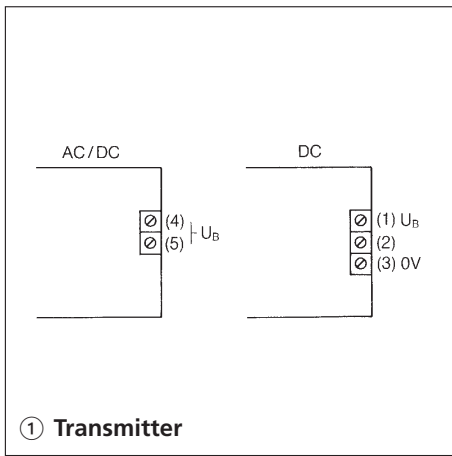 AC/DC
(4)
(5)
U_B
DC
(1) U_B
(2)
(3) 0V
① Transmitter